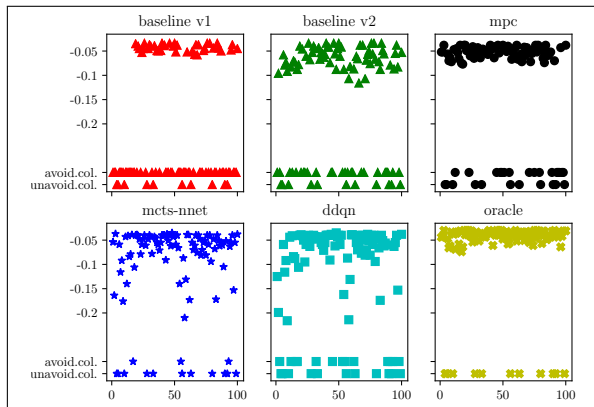 baseline v1 baseline v2 mpc
-0.05
-0.1
-0.15
-0.2
avoid.col.
unavoid.col.
mcts-nnet ddqn oracle
-0.05
-0.1
-0.15
-0.2
avoid.col.
unavoid.col.
0 50 100 0 50 100 0 50 100